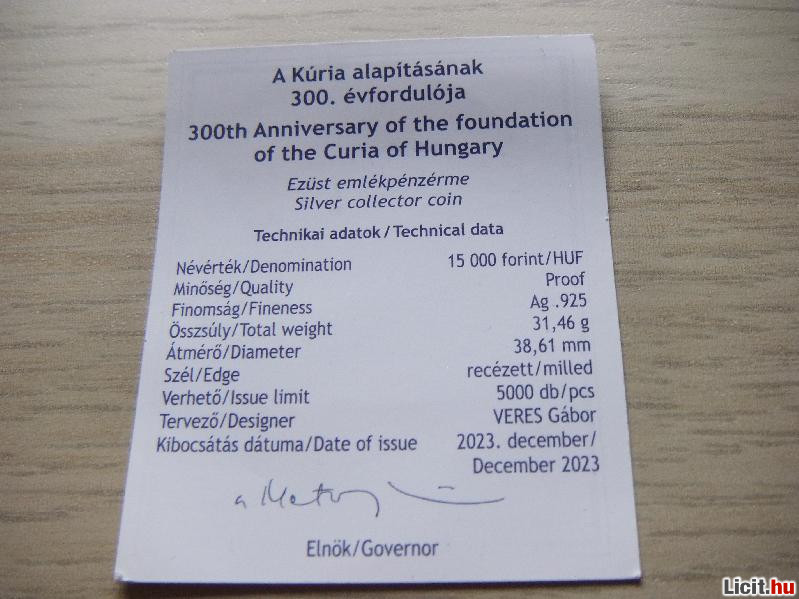 A Kúria alapításának
300. évfordulója
300th Anniversary of the foundation
of the Curia of Hungary
Ezüst emlékpénzérme
Silver collector coin
Technikai adatok / Technical data
Névérték/Denomination 15 000 forint/HUF
Minőség/Quality Proof
Finomság/Fineness Ag .925
Összsúly/Total weight 31,46 g
Átmérő/Diameter 38,61 mm
Szél/Edge recézett/milled
Verhető/Issue limit 5000 db/pcs
Tervező/Designer VERES Gábor
Kibocsátás dátuma/Date of issue 2023. december/
December 2023
Elnök/Governor
Licit.hu